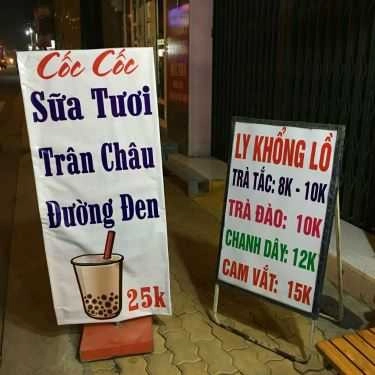 Cốc Cốc
Sữa Tươi
Trân Châu
Đường Đen
25k
LY KHỔNG LỒ
TRÀ TẮC: 8K - 10K
TRÀ ĐÀO: 10K
CHANH DÂY: 12K
CAM VẮT: 15K